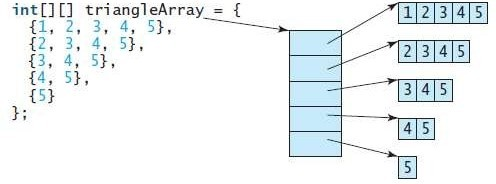 int[][] triangleArray = {
{1, 2, 3, 4, 5},
{2, 3, 4, 5},
{3, 4, 5},
{4, 5},
{5}
};
1 2 3 4 5
2 3 4 5
3 4 5
4 5
5